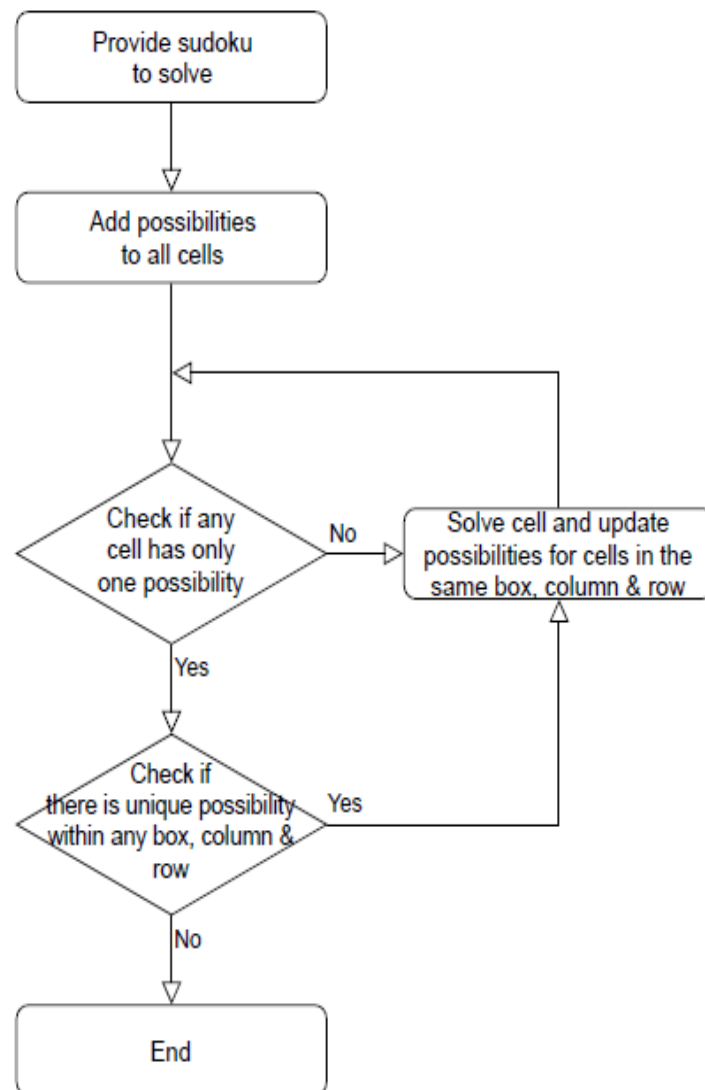 Provide sudoku
to solve
Add possibilities
to all cells
Check if any
cell has only
one possibility
No
Solve cell and update
possibilities for cells in the
same box, column & row
Yes
Check if
there is unique possibility
within any box, column &
row
Yes
No
End